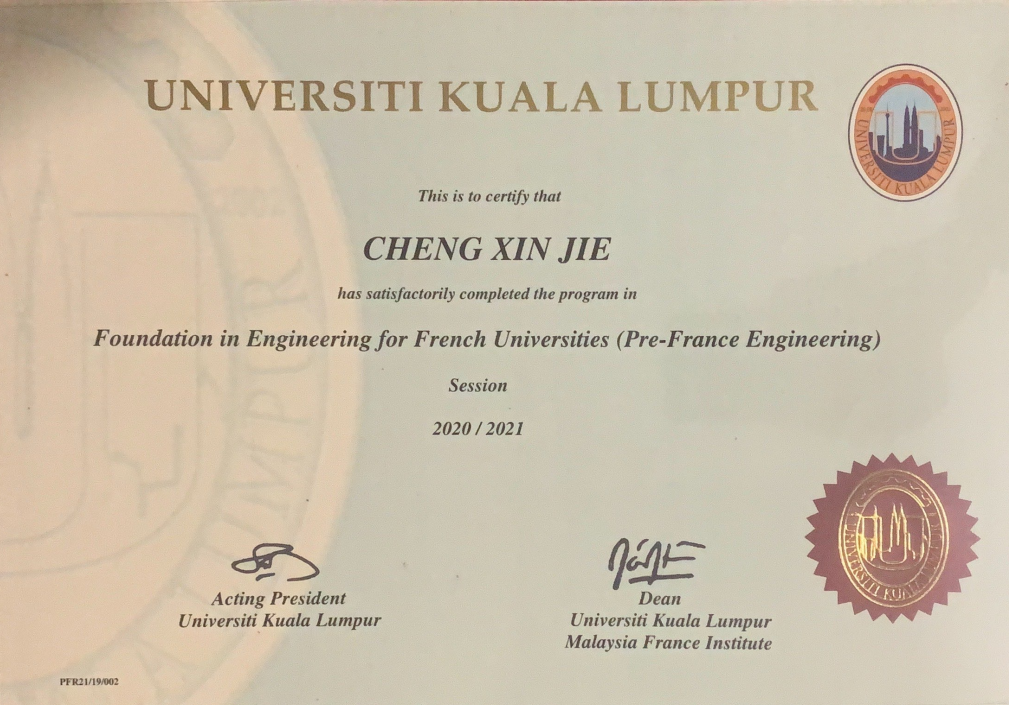 UNIVERSITI KUALA LUMPUR
UNIVERSITI KUALA LUMPUR
This is to certify that
CHENG XIN JIE
has satisfactorily completed the program in
Foundation in Engineering for French Universities (Pre-France Engineering)
Session
2020 / 2021
Acting President
Universiti Kuala Lumpur
Dean
Universiti Kuala Lumpur
Malaysia France Institute
UNIVERSITI KUALA LUMPUR
PFR21/19/002